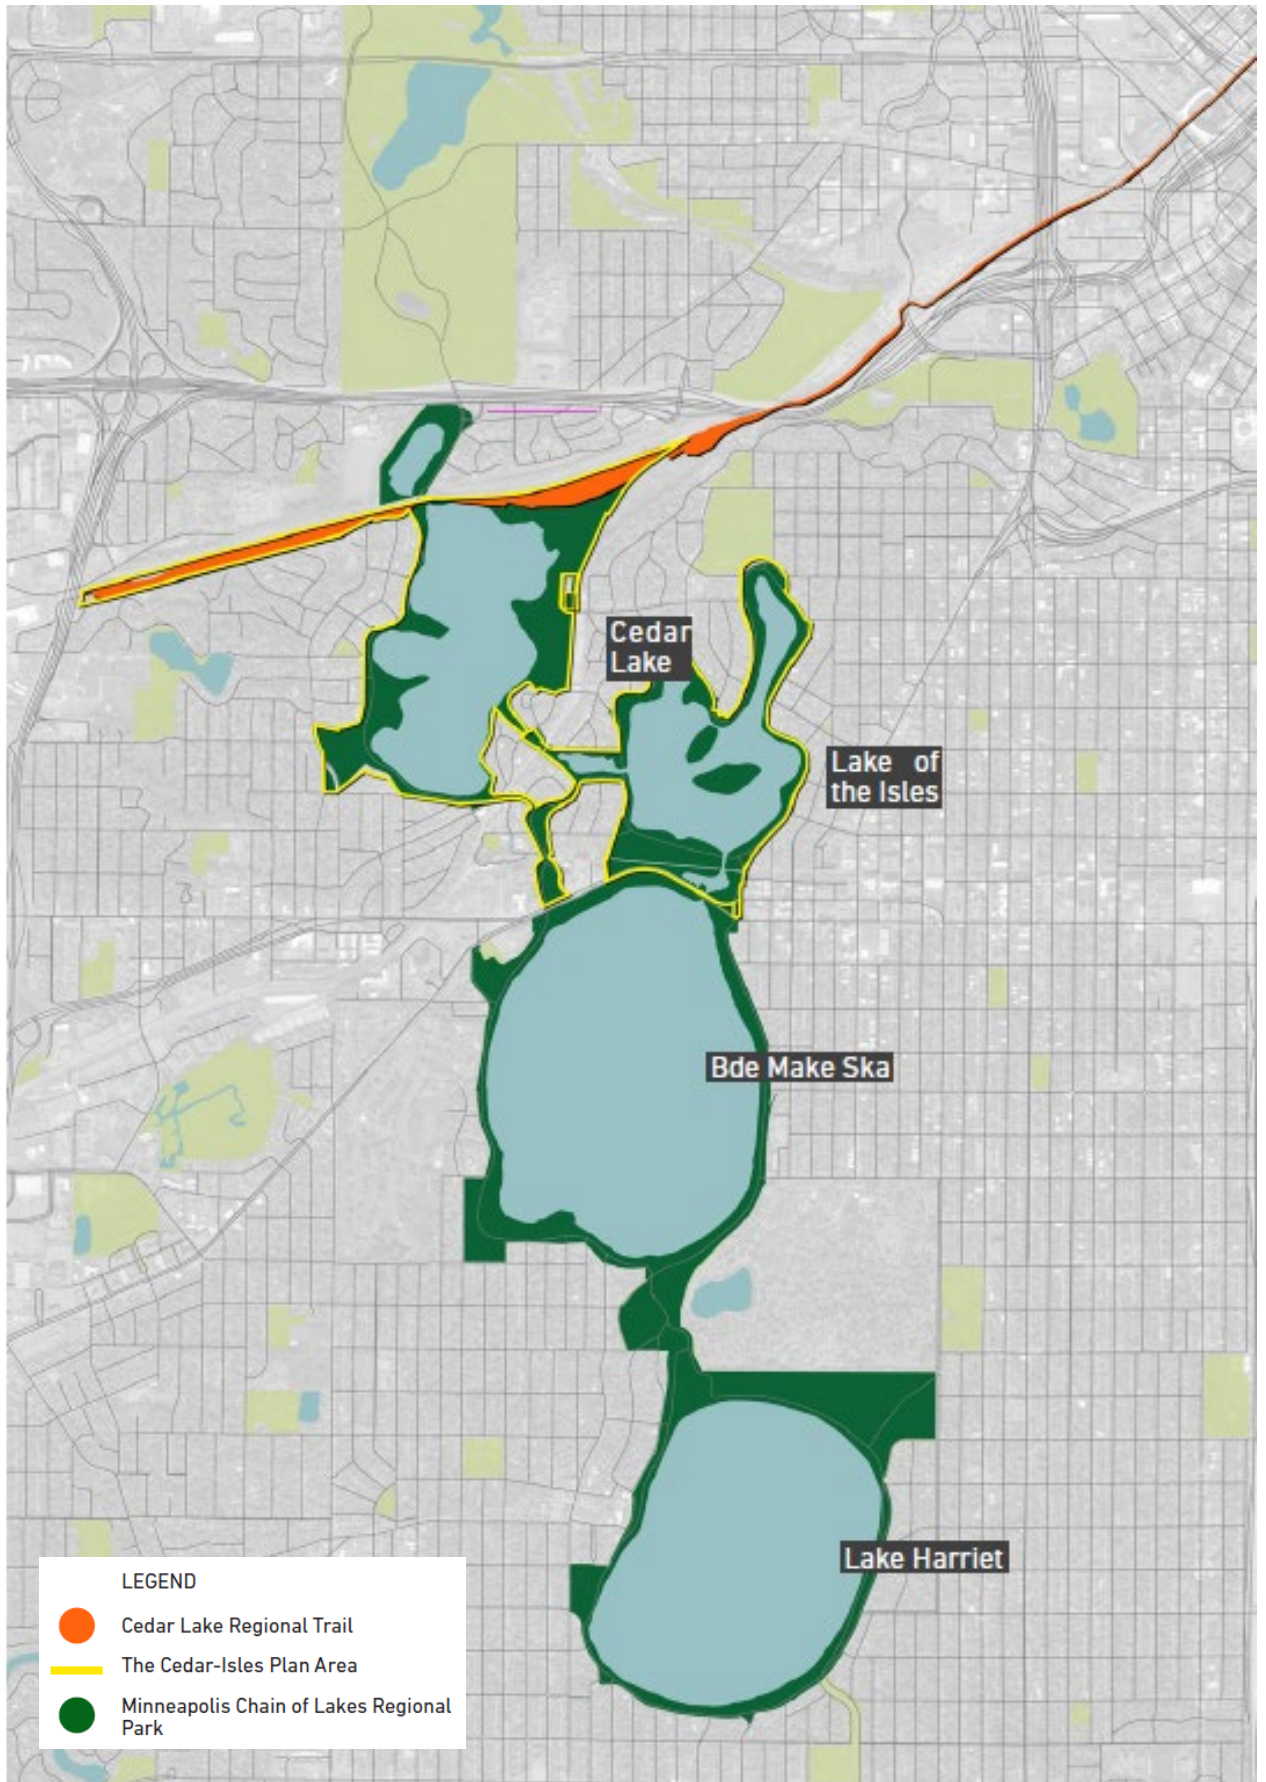 Cedar
Lake
Lake of
the Isles
Bde Make Ska
Lake Harriet
LEGEND
Cedar Lake Regional Trail
The Cedar-Isles Plan Area
Minneapolis Chain of Lakes Regional
Park